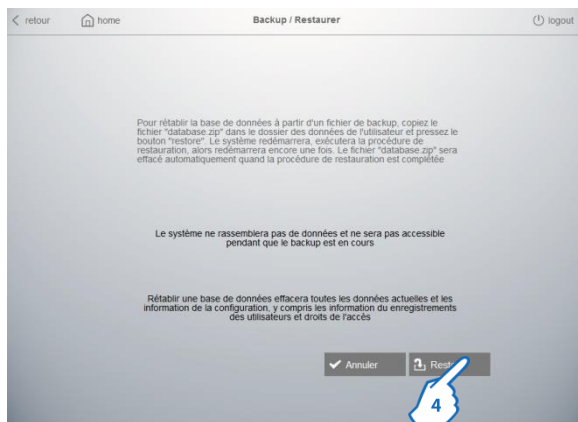 retour
home
Backup / Restaurer
logout
Pour rétablir la base de données à partir d'un fichier de backup, copiez le
fichier "database.zip" dans le dossier des données de l'utilisateur et pressez le
bouton "restore". Le système redémarrera, exécutera la procédure de
restauration, alors redémarrera encore une fois. Le fichier "database.zip" sera
effacé automatiquement quand la procédure de restauration est complétée
Le système ne rassemblera pas de données et ne sera pas accessible
pendant que le backup est en cours
Rétablir une base de données effacera toutes les données actuelles et les
information de la configuration, y compris les information du enregistrements
des utilisateurs et droits de l'accés
Annuler
4